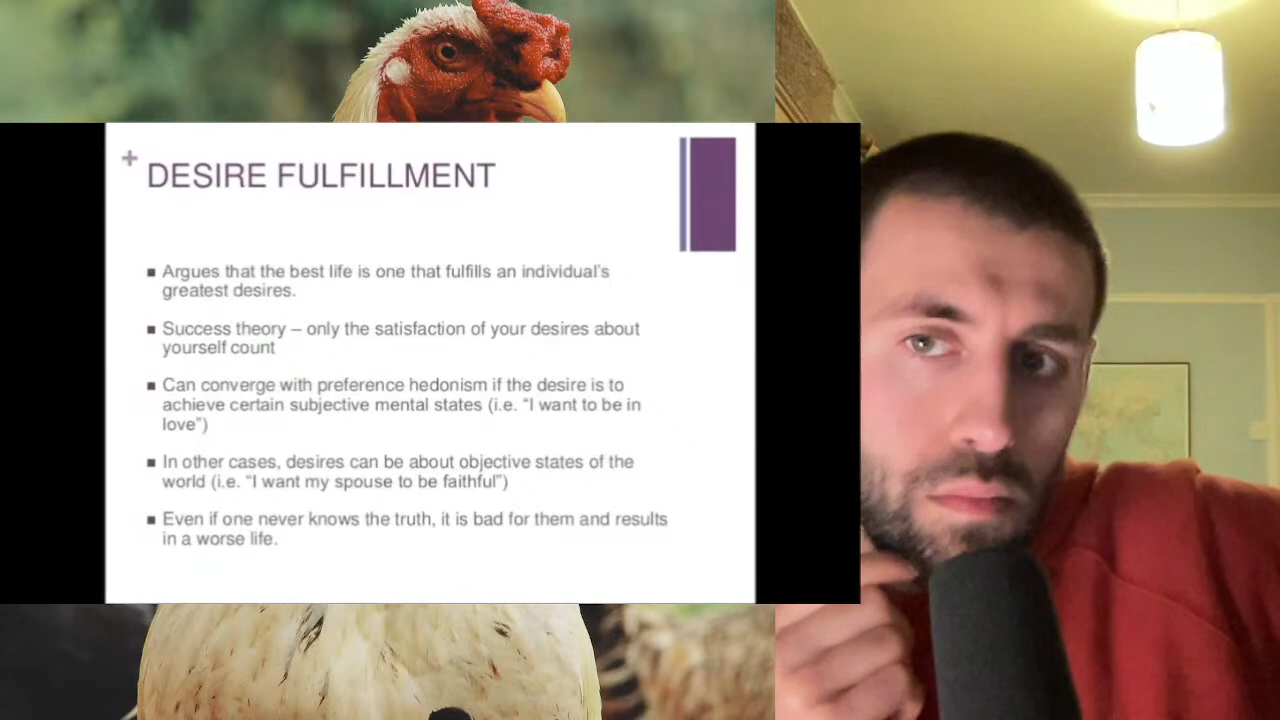 DESIRE FULFILLMENT
▪ Argues that the best life is one that fulfills an individual's
greatest desires.
▪ Success theory – only the satisfaction of your desires about
yourself count
▪ Can converge with preference hedonism if the desire is to
achieve certain subjective mental states (i.e. “I want to be in
love”)
▪ In other cases, desires can be about objective states of the
world (i.e. “I want my spouse to be faithful”)
▪ Even if one never knows the truth, it is bad for them and results
in a worse life.